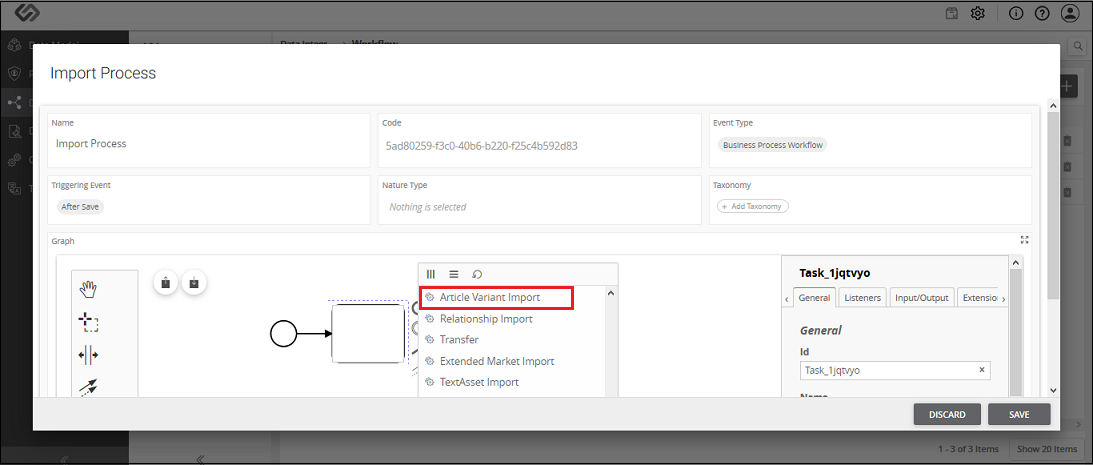 Workflow
Import Process
Name
Import Process
Code
5ad80259-f3c0-40b6-b220-f25c4b592d83
Event Type
Business Process Workflow
Triggering Event
After Save
Nature Type
Nothing is selected
Taxonomy
+ Add Taxonomy
Graph
Article Variant Import
Relationship Import
Transfer
Extended Market Import
TextAsset Import
Task_1jqtvyo
General
Listeners
Input/Output
Extensio
General
Id
Task_1jqtvyo
DISCARD
SAVE
1 - 3 of 3 Items
Show 20 Items